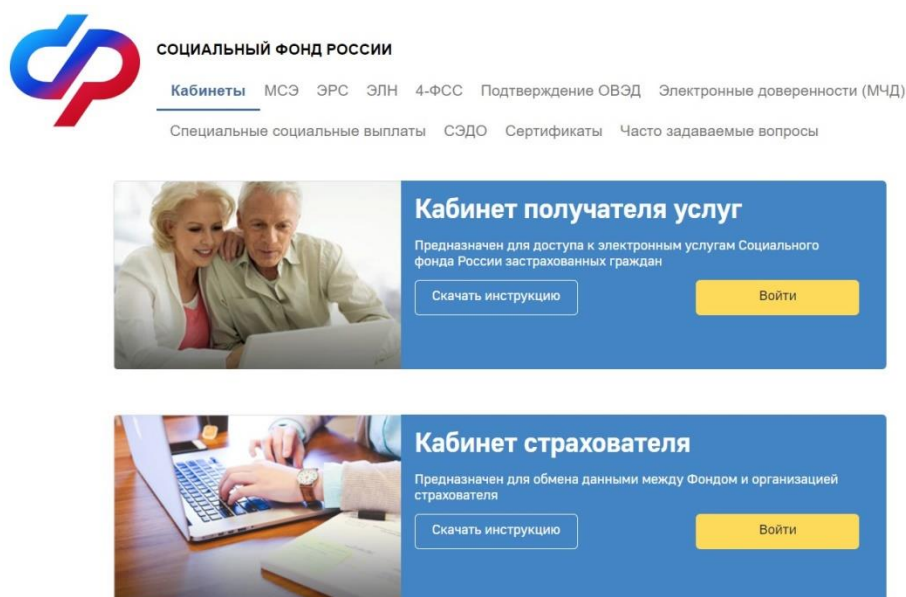 СОЦИАЛЬНЫЙ ФОНД РОССИИ
Кабинеты МСЭ ЭРС ЭЛН 4-ФСС Подтверждение ОВЭД Электронные доверенности (МЧД)
Специальные социальные выплаты СЭДО Сертификаты Часто задаваемые вопросы
Кабинет получателя услуг
Предназначен для доступа к электронным услугам Социального
фонда России застрахованных граждан
Скачать инструкцию Войти
Кабинет страхователя
Предназначен для обмена данными между Фондом и организацией
страхователя
Скачать инструкцию Войти